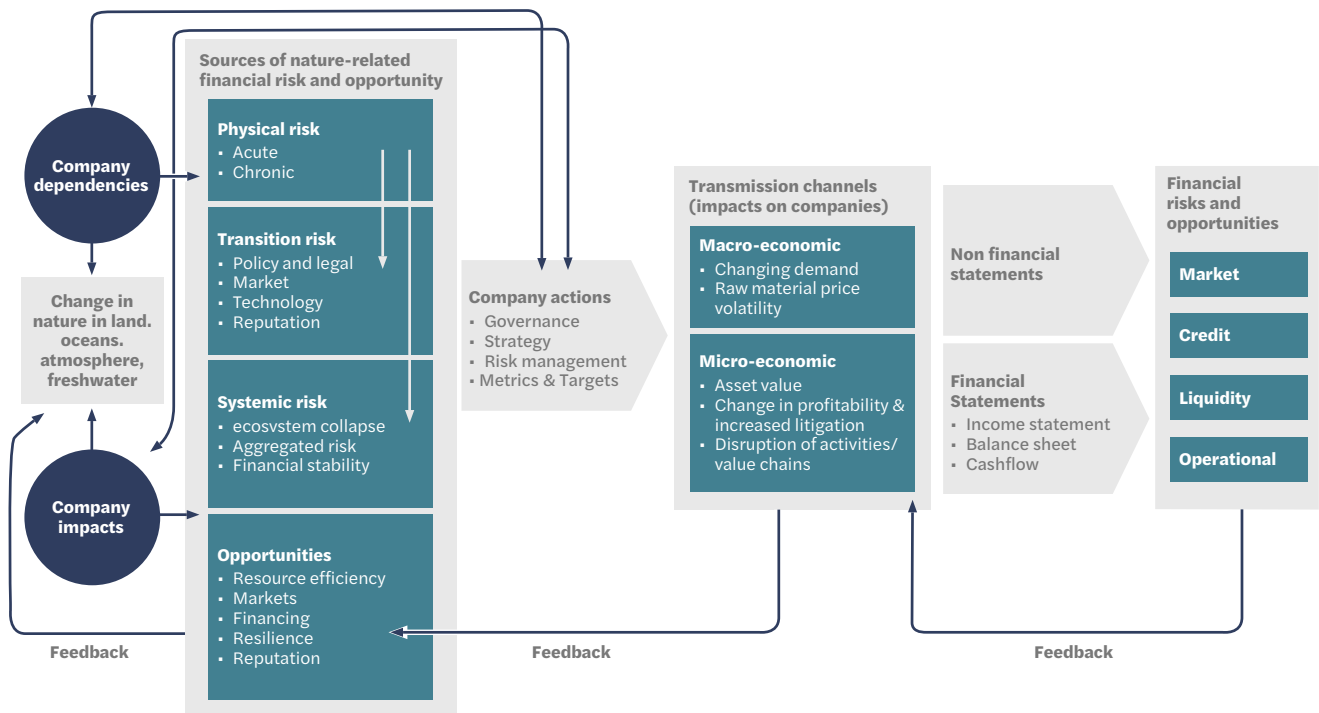 Sources of nature-related
financial risk and opportunity
Company
dependencies
Physical risk
▪ Acute
▪ Chronic
Transition risk
▪ Policy and legal
▪ Market
▪ Technology
▪ Reputation
Change in
nature in land.
oceans.
atmosphere,
freshwater
Systemic risk
▪ ecosvstem collapse
▪ Aggregated risk
▪ Financial stability
Company
impacts
Opportunities
▪ Resource efficiency
▪ Markets
▪ Financing
▪ Resilience
▪ Reputation
Feedback
Company actions
▪ Governance
▪ Strategy
▪ Risk management
▪ Metrics & Targets
Transmission channels
(impacts on companies)
Macro-economic
▪ Changing demand
▪ Raw material price
volatility
Micro-economic
▪ Asset value
▪ Change in profitability &
increased litigation
▪ Disruption of activities/
value chains
Feedback
Non financial
statements
Financial
Statements
▪ Income statement
▪ Balance sheet
▪ Cashflow
Financial
risks and
opportunities
Market
Credit
Liquidity
Operational
Feedback